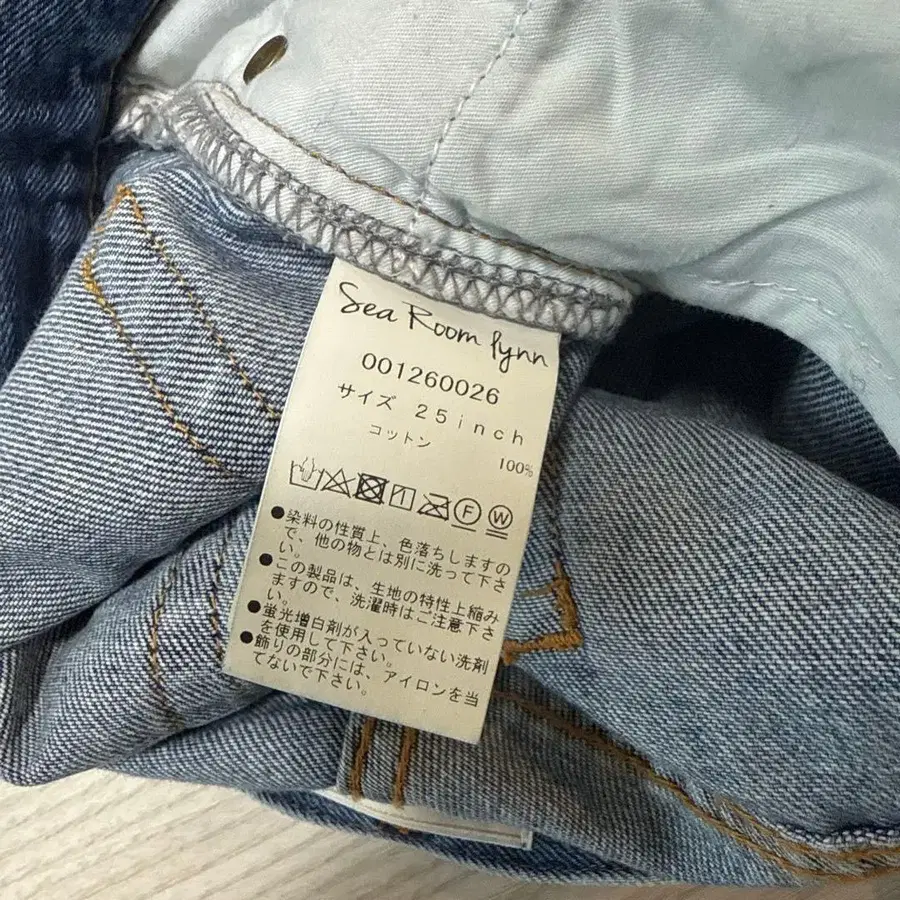 Sea Room lynn
001260026
サイズ 25inch
コットン
100%
F W
●染料の性質上、色落ちしますの
で、他の物とは別に洗って下さ
い。
●この製品は、生地の特性上縮み
ますので、洗濯時はご注意下さ
い。
●蛍光増白剤が入っていない洗剤
を使用して下さい。
●飾りの部分には、アイロンを当
てないで下さい。